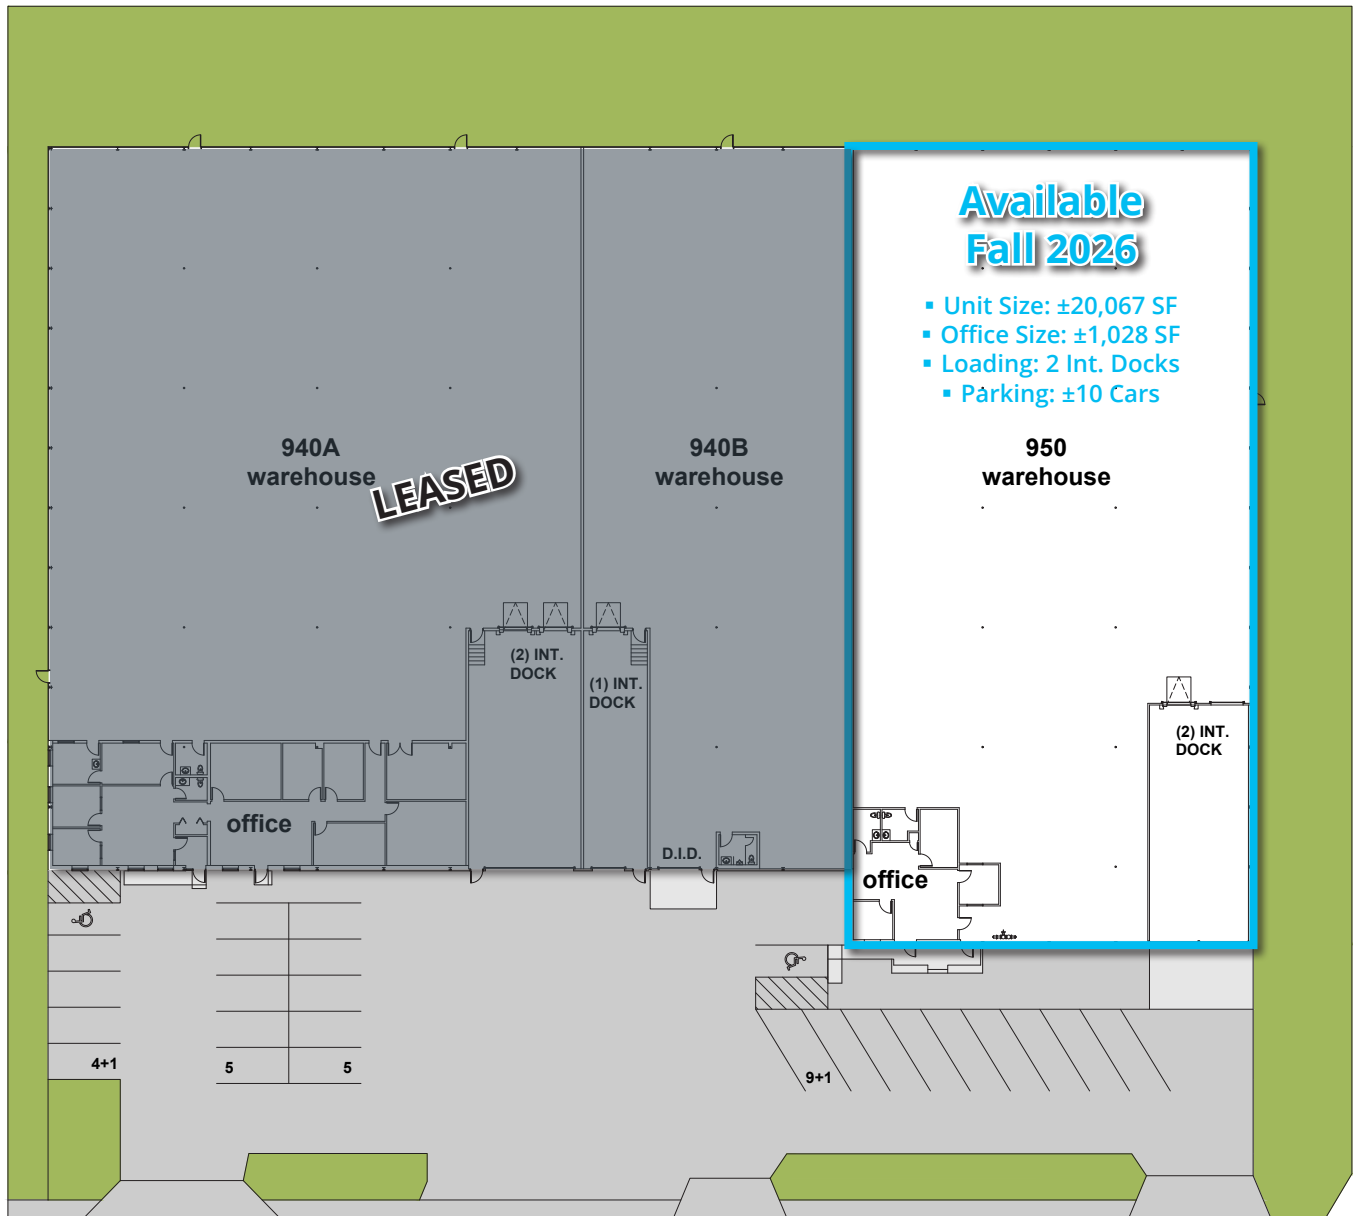 Available
Fall 2026
▪ Unit Size: ±20,067 SF
▪ Office Size: ±1,028 SF
▪ Loading: 2 Int. Docks
▪ Parking: ±10 Cars
940A
warehouse
LEASED
940B
warehouse
950
warehouse
(2) INT.
DOCK
(1) INT.
DOCK
(2) INT.
DOCK
office
D.I.D.
office
4+1
5
5
9+1